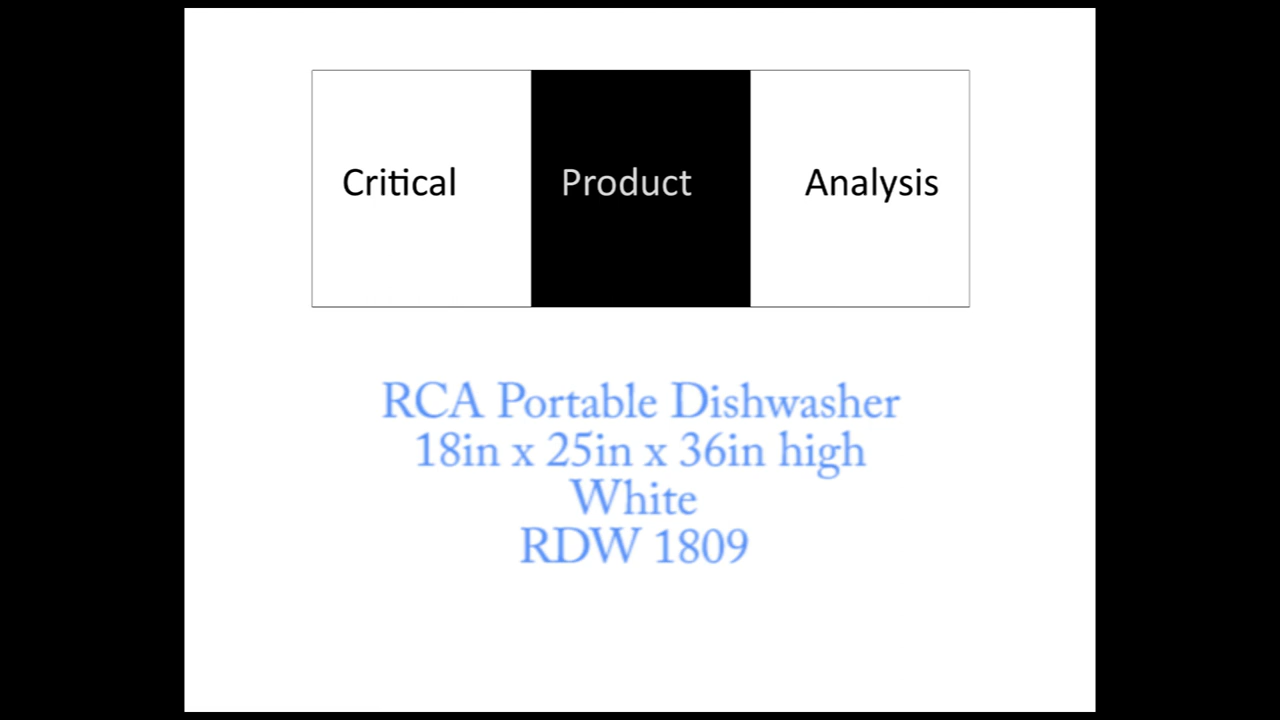 Critical Product Analysis
RCA Portable Dishwasher
18in x 25in x 36in high
White
RDW 1809